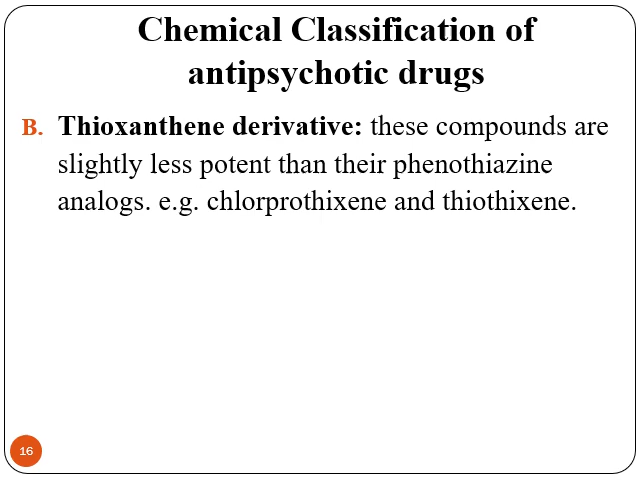 Chemical Classification of
antipsychotic drugs
B. Thioxanthene derivative: these compounds are
slightly less potent than their phenothiazine
analogs. e.g. chlorprothixene and thiothixene.
16